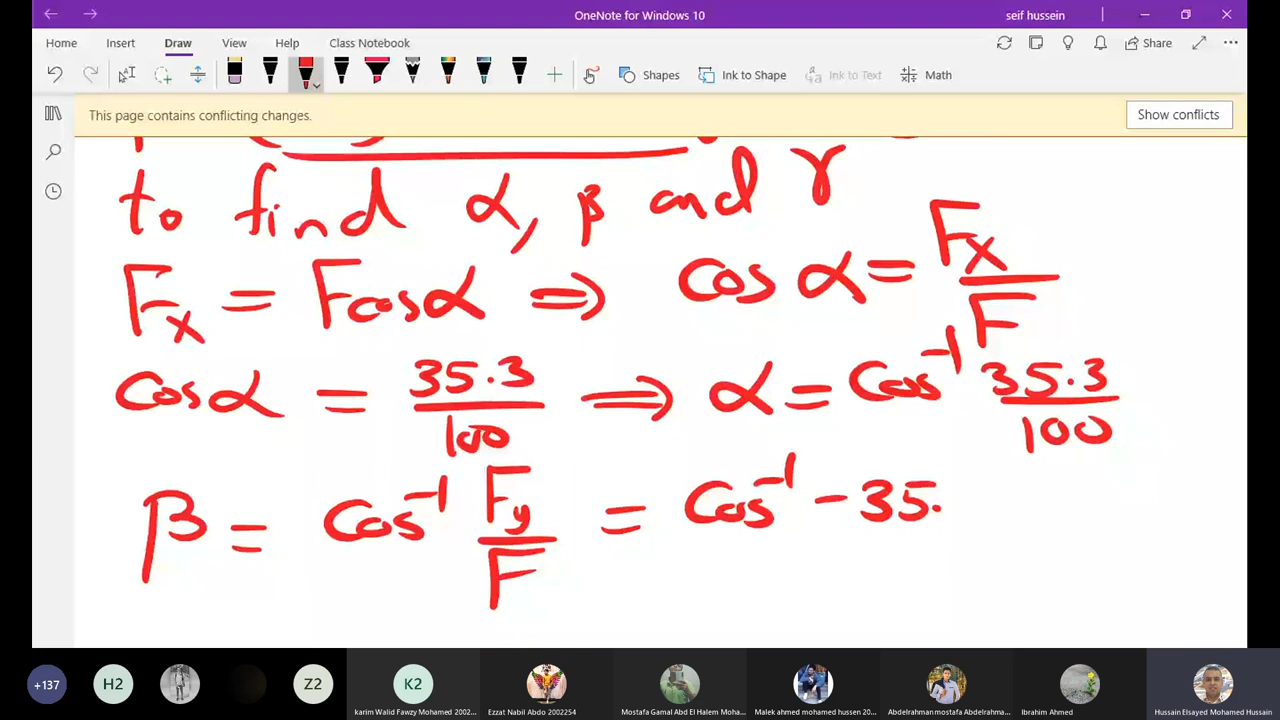 OneNote for Windows 10
seif hussein
Home Insert Draw View Help Class Notebook
Share
Shapes Ink to Shape Ink to Text Math
This page contains conflicting changes.
Show conflicts
to find α, β and γ
Fx = Fcosα ⟹ cos α = Fx/F
cosα = 35.3/100 ⟹ α = cos⁻¹ 35.3/100
β = cos⁻¹ Fy/F = cos⁻¹ -35.
+137 H2 Z2 K2
karim Walid Fawzy Mohamed 2002... Ezzat Nabil Abdo 2002254 Mostafa Gamal Abd El Halem Moha... Malek ahmed mohamed hussen 20... Abdelrahman mostafa Abdelrahma... Ibrahim Ahmed Hussain Elsayed Mohamed Hussain